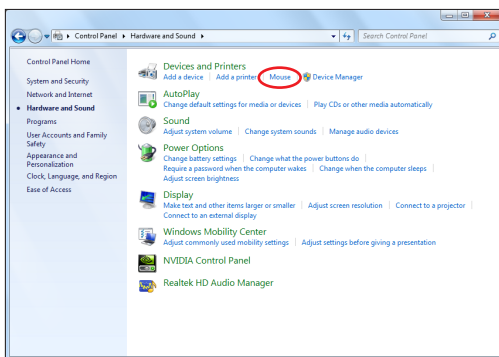 Control Panel Hardware and Sound Search Control Panel
Control Panel Home
System and Security
Network and Internet
Hardware and Sound
Programs
User Accounts and Family
Safety
Appearance and
Personalization
Clock, Language, and Region
Ease of Access
Devices and Printers
Add a device Add a printer Mouse Device Manager
AutoPlay
Change default settings for media or devices Play CDs or other media automatically
Sound
Adjust system volume Change system sounds Manage audio devices
Power Options
Change battery settings Change what the power buttons do
Require a password when the computer wakes Change when the computer sleeps
Adjust screen brightness
Display
Make text and other items larger or smaller Adjust screen resolution Connect to a projector
Connect to an external display
Windows Mobility Center
Adjust commonly used mobility settings Adjust settings before giving a presentation
NVIDIA Control Panel
Realtek HD Audio Manager